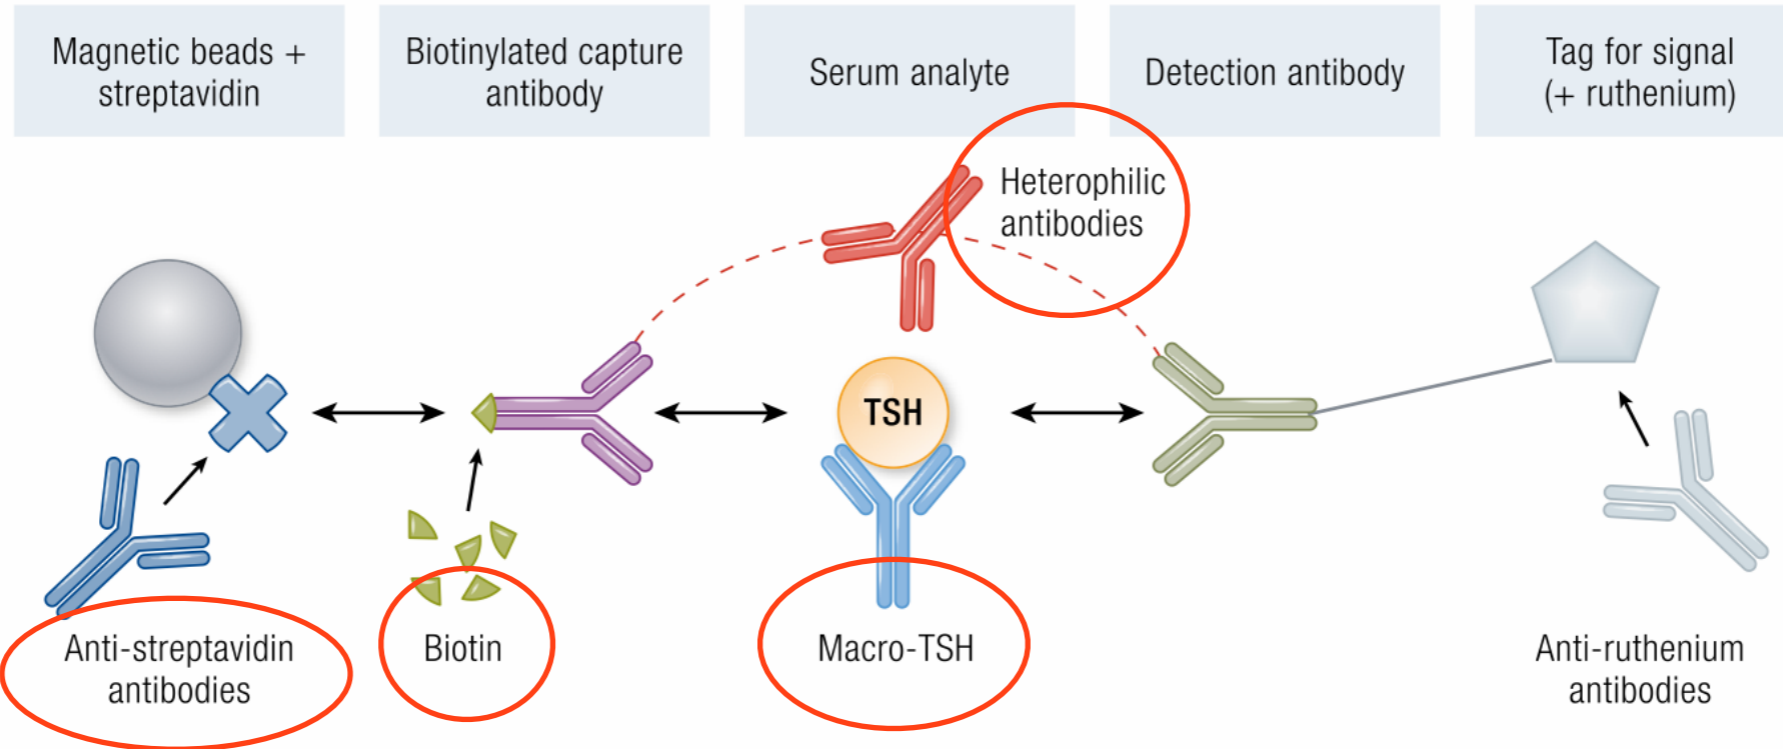 Magnetic beads +
streptavidin
Biotinylated capture
antibody
Serum analyte
Detection antibody
Tag for signal
(+ ruthenium)
Heterophilic
antibodies
TSH
Anti-streptavidin
antibodies
Biotin
Macro-TSH
Anti-ruthenium
antibodies